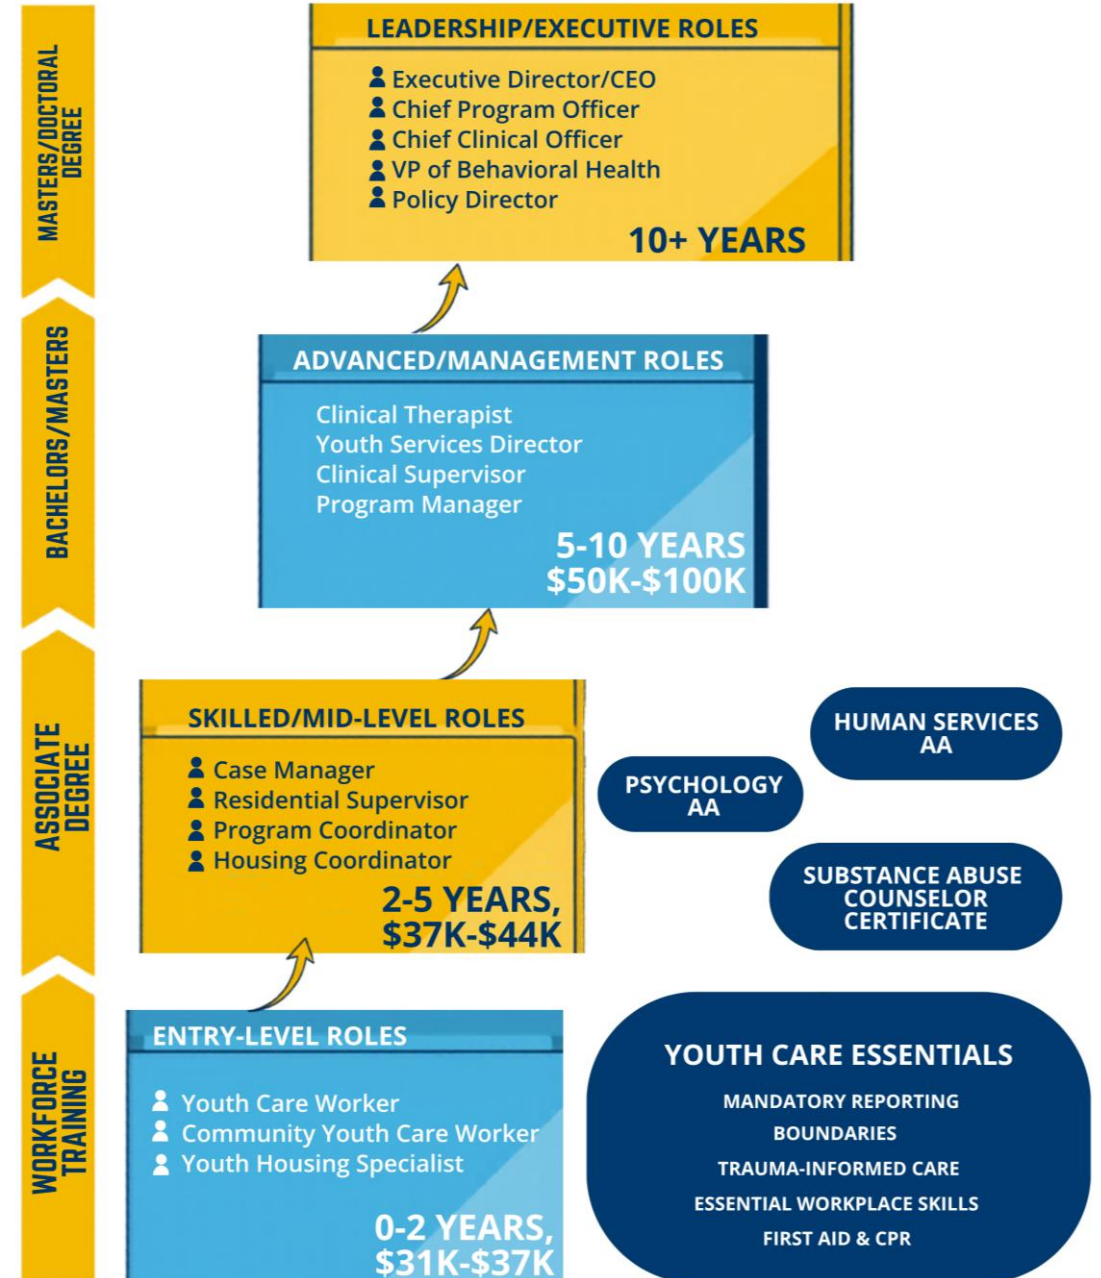 MASTERS/DOCTORAL
DEGREE
LEADERSHIP/EXECUTIVE ROLES
Executive Director/CEO
Chief Program Officer
Chief Clinical Officer
VP of Behavioral Health
Policy Director
10+ YEARS
BACHELORS/MASTERS
ADVANCED/MANAGEMENT ROLES
Clinical Therapist
Youth Services Director
Clinical Supervisor
Program Manager
5-10 YEARS
$50K-$100K
ASSOCIATE
DEGREE
SKILLED/MID-LEVEL ROLES
Case Manager
Residential Supervisor
Program Coordinator
Housing Coordinator
2-5 YEARS,
$37K-$44K
HUMAN SERVICES
AA
PSYCHOLOGY
AA
SUBSTANCE ABUSE
COUNSELOR
CERTIFICATE
WORKFORCE
TRAINING
ENTRY-LEVEL ROLES
Youth Care Worker
Community Youth Care Worker
Youth Housing Specialist
0-2 YEARS,
$31K-$37K
YOUTH CARE ESSENTIALS
MANDATORY REPORTING
BOUNDARIES
TRAUMA-INFORMED CARE
ESSENTIAL WORKPLACE SKILLS
FIRST AID & CPR